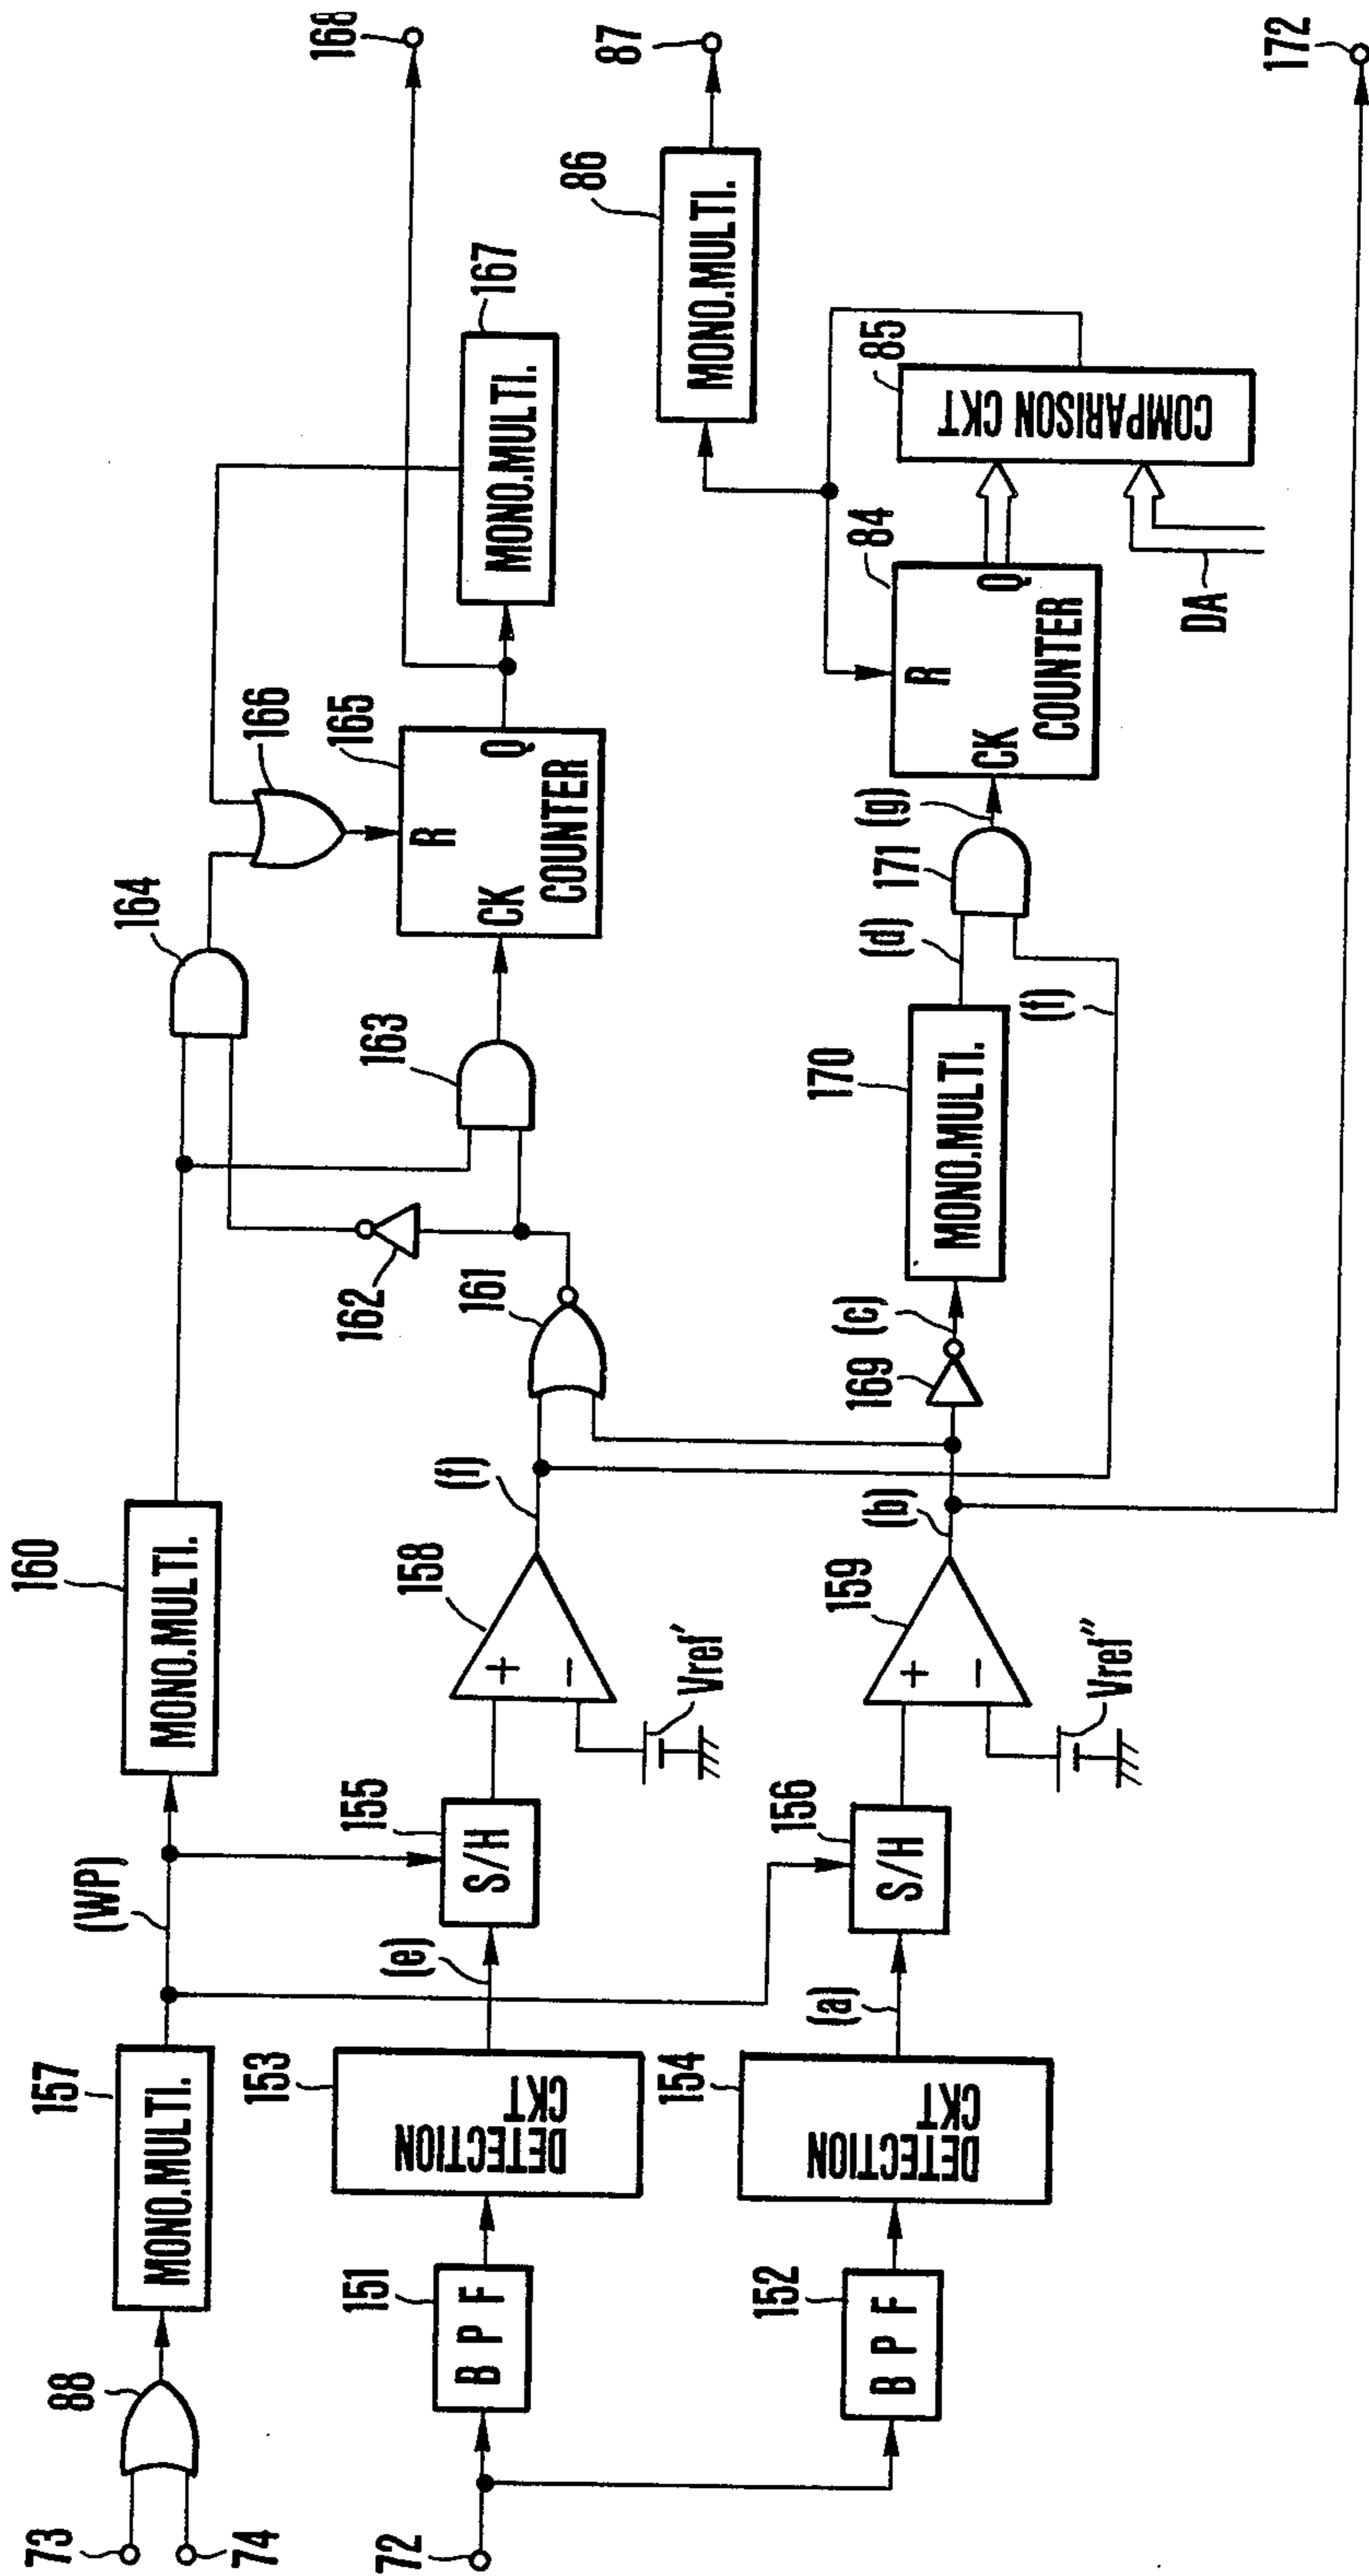 73
74
88
157
MONO.MULTI.
(WP)
160
MONO.MULTI.
164
166
168
72
151
B P F
153
DETECTION
CKT
(e)
155
S/H
158
+
−
Vref'
(f)
161
162
163
165
R
CK
Q
COUNTER
167
MONO.MULTI.
86
MONO.MULTI.
87
152
B P F
154
DETECTION
CKT
(a)
156
S/H
159
+
−
Vref''
(b)
169
(c)
170
MONO.MULTI.
(d)
(f)
171
(g)
84
R
CK
Q
COUNTER
85
COMPARISON CKT
DA
172